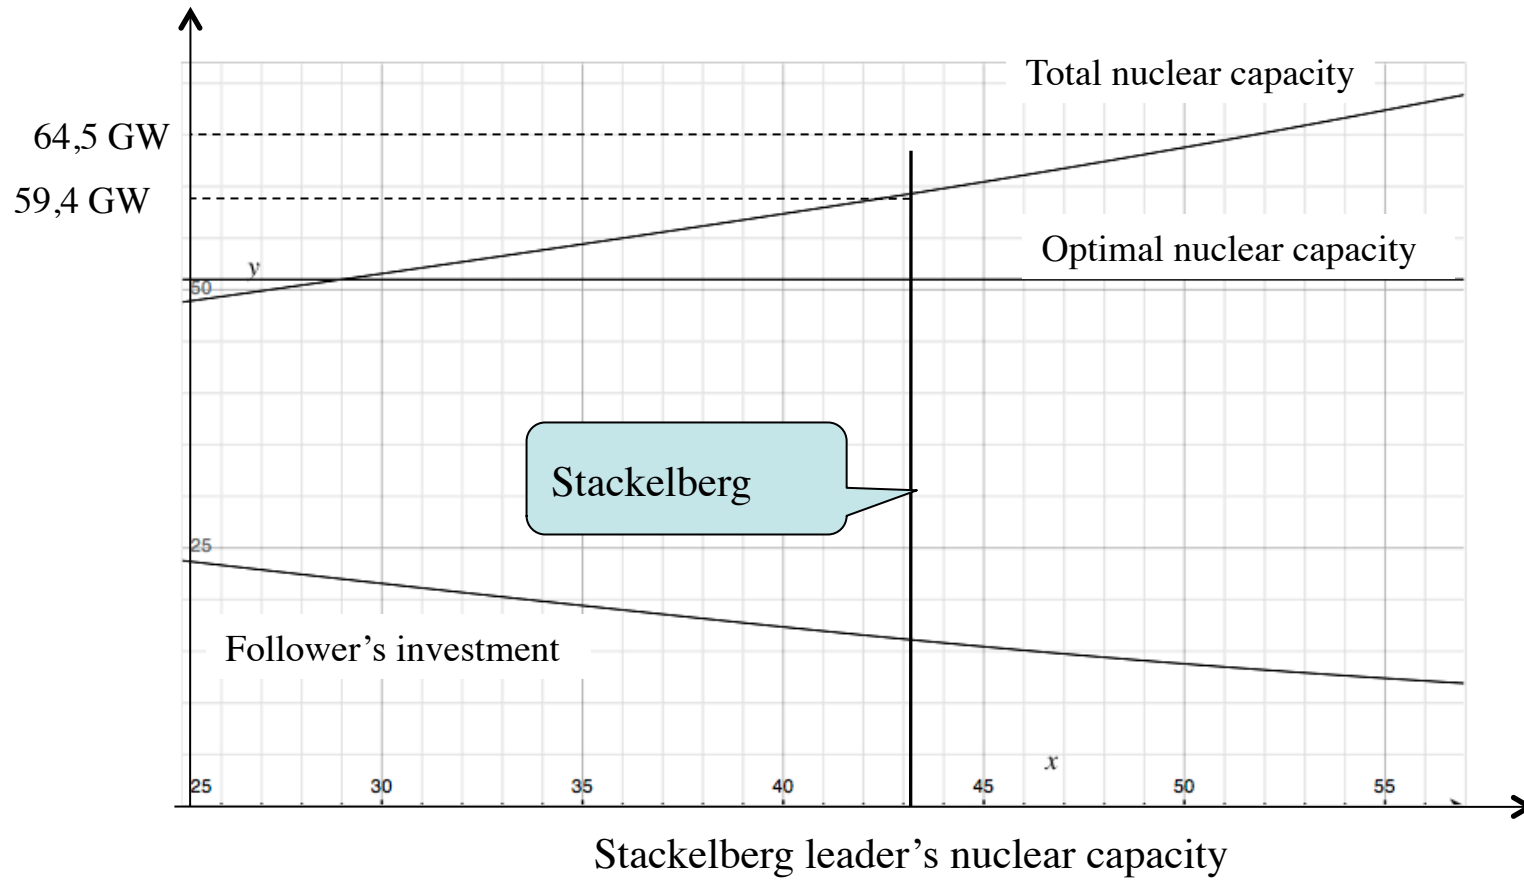 Total nuclear capacity
64,5 GW
59,4 GW
Optimal nuclear capacity
y
50
Stackelberg
25
Follower’s investment
x
25 30 35 40 45 50 55
Stackelberg leader’s nuclear capacity